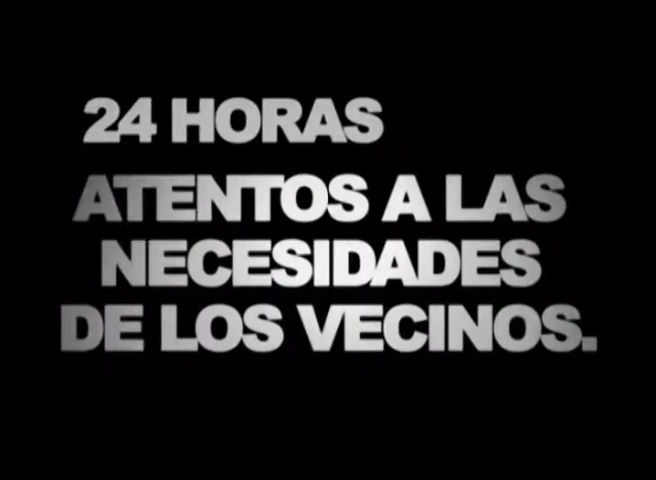 24 HORAS
ATENTOS A LAS
NECESIDADES
DE LOS VECINOS.